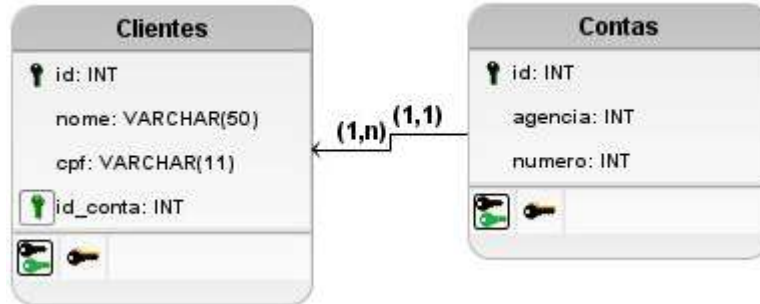 Clientes
id: INT
nome: VARCHAR(50)
cpf: VARCHAR(11)
id_conta: INT
(1,n)
(1,1)
Contas
id: INT
agencia: INT
numero: INT